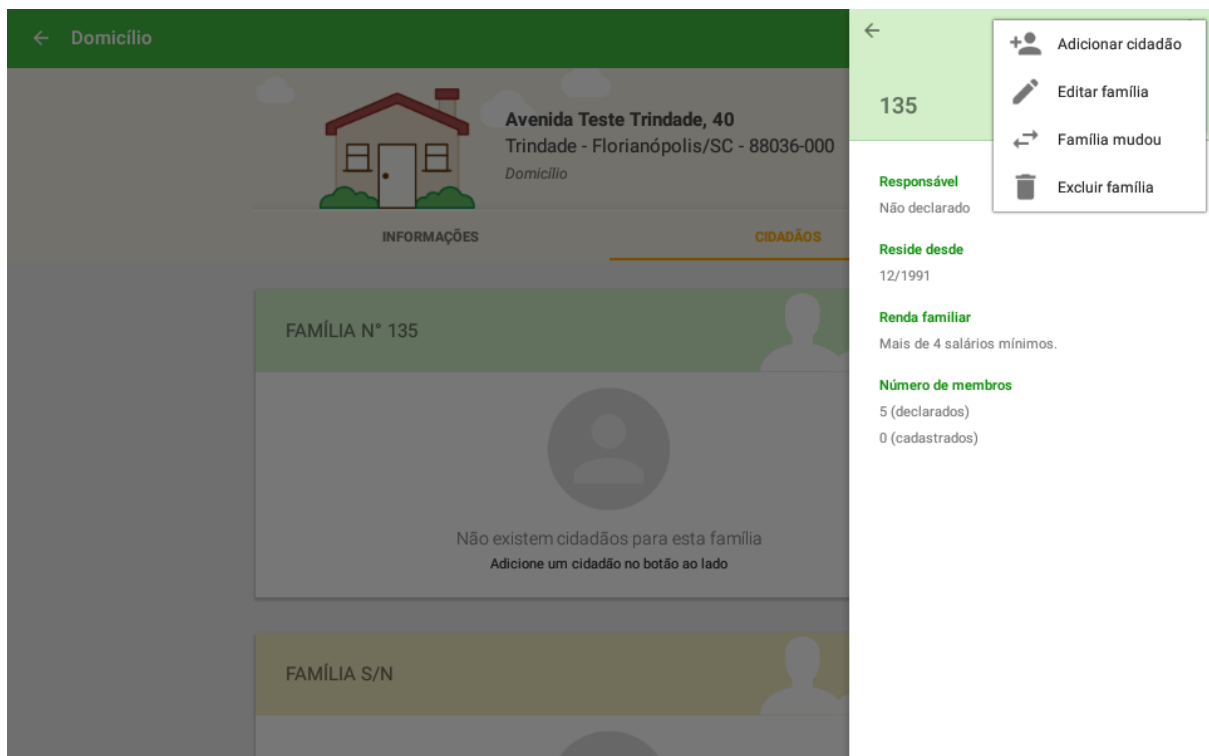 Domicílio
Avenida Teste Trindade, 40
Trindade - Florianópolis/SC - 88036-000
Domicílio
INFORMAÇÕES
CIDADÃOS
FAMÍLIA N° 135
Não existem cidadãos para esta família
Adicione um cidadão no botão ao lado
FAMÍLIA S/N
135
Adicionar cidadão
Editar família
Família mudou
Excluir família
Responsável
Não declarado
Reside desde
12/1991
Renda familiar
Mais de 4 salários mínimos.
Número de membros
5 (declarados)
0 (cadastrados)